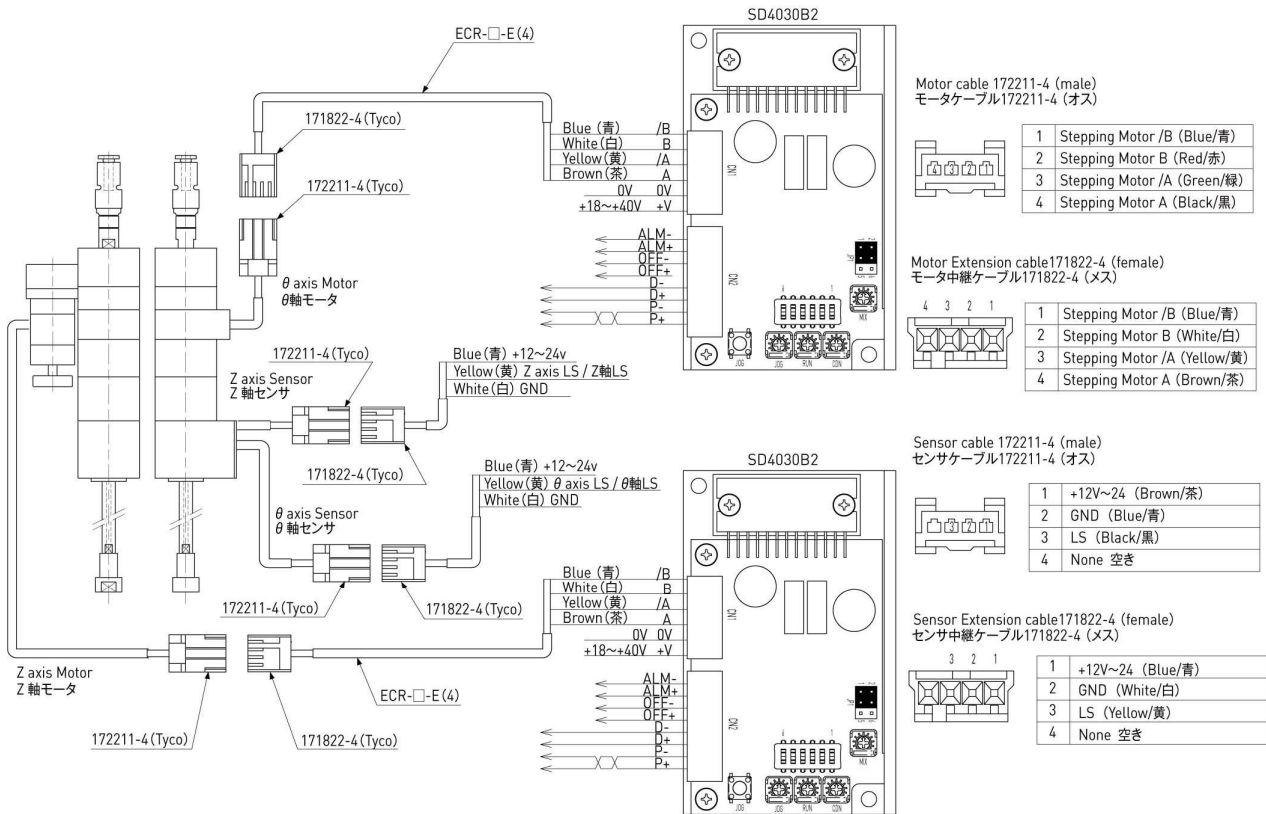 SD4030B2
ECR-□-E(4)
171822-4(Tyco)
172211-4(Tyco)
θ axis Motor
θ軸モータ
Blue (青) /B
White(白) B
Yellow(黄) /A
Brown(茶) A
0V 0V
+18~+40V +V
CN1
ALM-
ALM+
OFF-
OFF+
D-
D+
P-
P+
CN2
JP1
MIX
JOG
JOG
RUN
CDN
172211-4(Tyco)
Z axis Sensor
Z 軸センサ
Blue(青) +12~24v
Yellow(黄) Z axis LS / Z軸LS
White(白) GND
171822-4(Tyco)
Blue(青) +12~24v
Yellow(黄) θ axis LS / θ軸LS
White(白) GND
θ axis Sensor
θ 軸センサ
172211-4(Tyco)
171822-4(Tyco)
SD4030B2
Blue (青) /B
White(白) B
Yellow(黄) /A
Brown(茶) A
0V 0V
+18~+40V +V
CN1
ALM-
ALM+
OFF-
OFF+
D-
D+
P-
P+
CN2
JP1
MIX
JOG
JOG
RUN
CDN
Z axis Motor
Z 軸モータ
ECR-□-E(4)
172211-4(Tyco)
171822-4(Tyco)
Motor cable 172211-4 (male)
モータケーブル172211-4 (オス)
4 3 2 1
1 Stepping Motor /B (Blue/青)
2 Stepping Motor B (Red/赤)
3 Stepping Motor /A (Green/緑)
4 Stepping Motor A (Black/黒)
Motor Extension cable171822-4 (female)
モータ中継ケーブル171822-4 (メス)
4 3 2 1
1 Stepping Motor /B (Blue/青)
2 Stepping Motor B (White/白)
3 Stepping Motor /A (Yellow/黄)
4 Stepping Motor A (Brown/茶)
Sensor cable 172211-4 (male)
センサケーブル172211-4 (オス)
3 2 1
1 +12V~24 (Brown/茶)
2 GND (Blue/青)
3 LS (Black/黒)
4 None 空き
Sensor Extension cable171822-4 (female)
センサ中継ケーブル171822-4 (メス)
3 2 1
1 +12V~24 (Blue/青)
2 GND (White/白)
3 LS (Yellow/黄)
4 None 空き